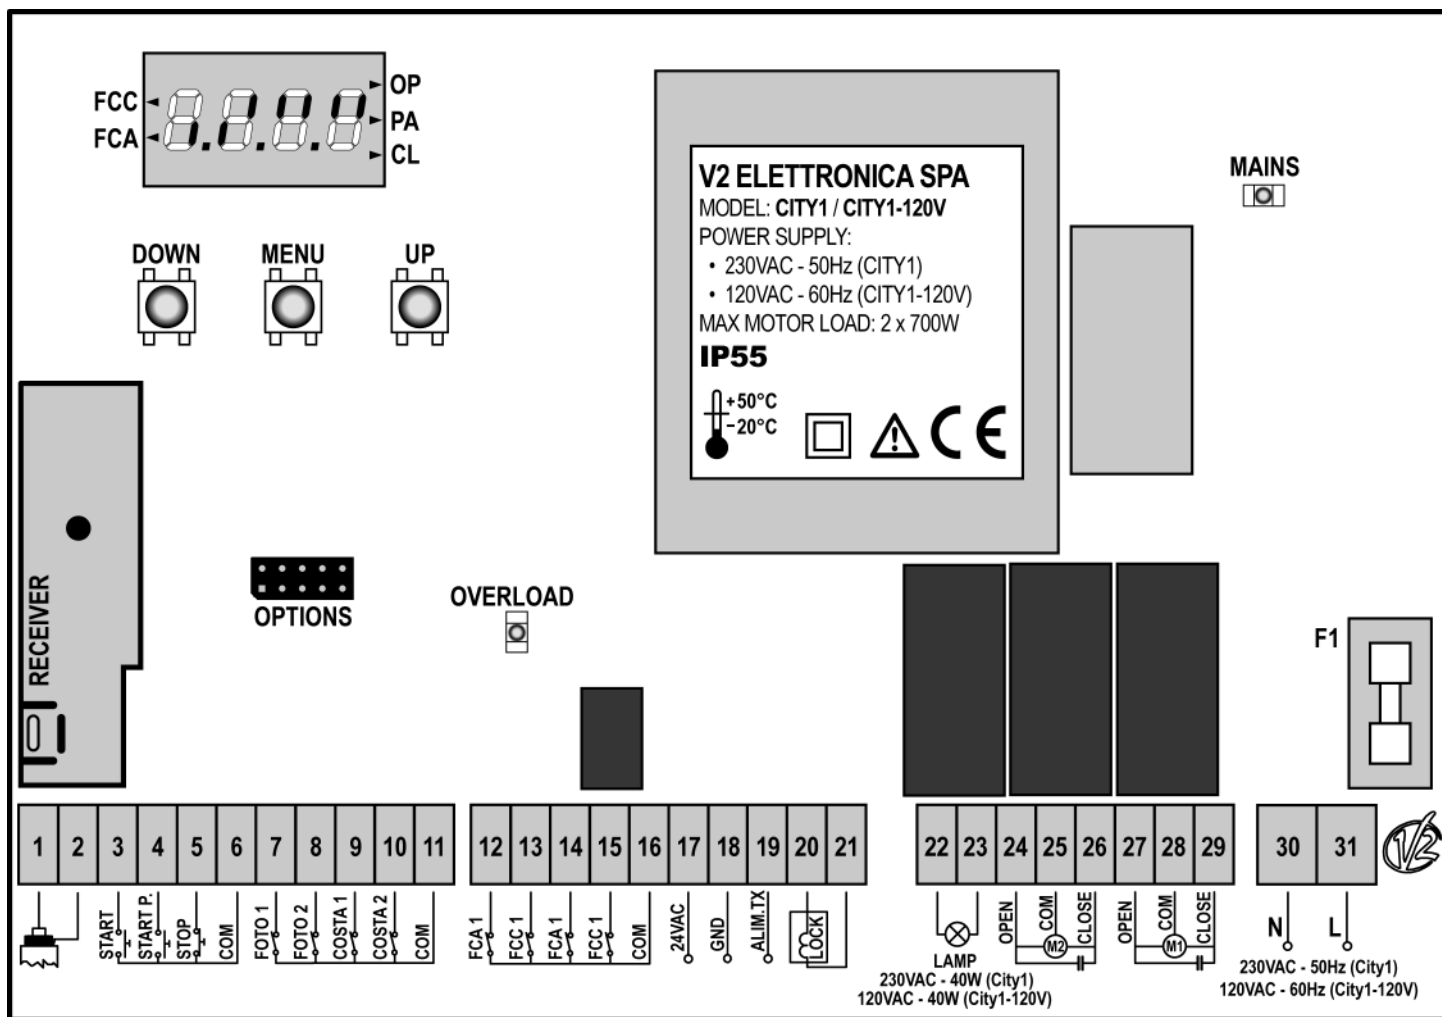 FCC
FCA
OP
PA
CL
DOWN MENU UP
V2 ELETTRONICA SPA
MODEL: CITY1 / CITY1-120V
POWER SUPPLY:
• 230VAC - 50Hz (CITY1)
• 120VAC - 60Hz (CITY1-120V)
MAX MOTOR LOAD: 2 x 700W
IP55
+50°C
-20°C
CE
MAINS
RECEIVER
OPTIONS
OVERLOAD
F1
1 2 3 4 5 6 7 8 9 10 11
12 13 14 15 16 17 18 19 20 21
22 23 24 25 26 27 28 29
30 31
V2
START
START P.
STOP
COM
FOTO 1
FOTO 2
COSTA 1
COSTA 2
COM
FCA 1
FCC 1
FCA 1
FCC 1
COM
24VAC
GND
ALIM.TX
LOCK
LAMP
230VAC - 40W (City1)
120VAC - 40W (City1-120V)
OPEN
COM
CLOSE
M2
OPEN
COM
CLOSE
M1
N L
230VAC - 50Hz (City1)
120VAC - 60Hz (City1-120V)